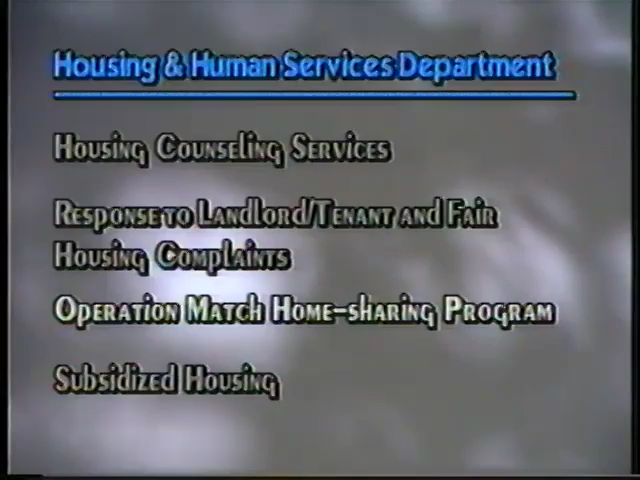 Housing & Human Services Department
Housing Counseling Services
Response to Landlord/Tenant and Fair
Housing Complaints
Operation Match Home-sharing Program
Subsidized Housing